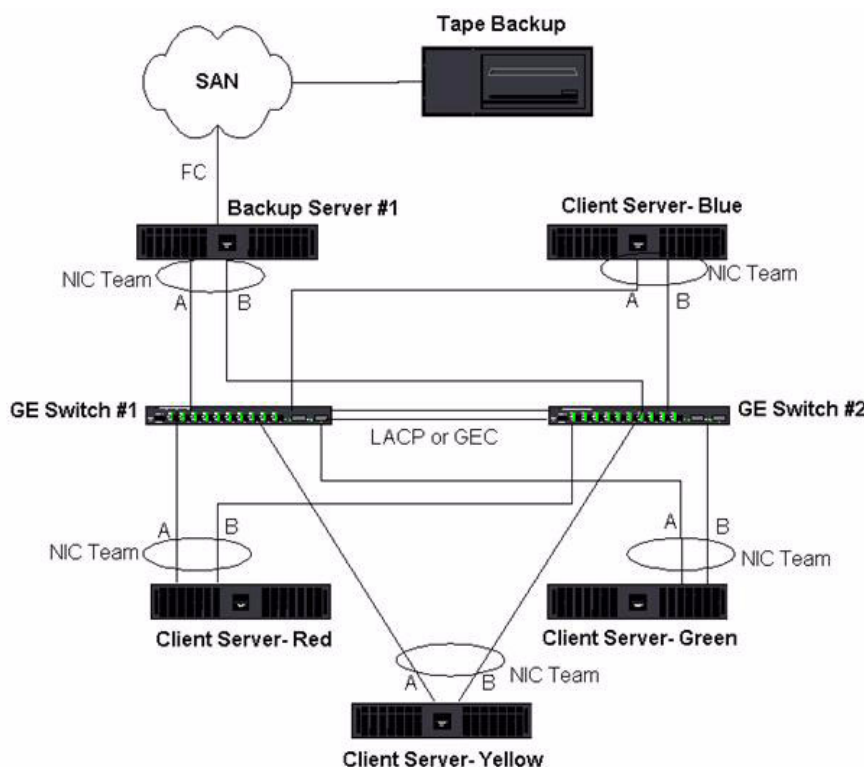 Tape Backup
SAN
FC
Backup Server #1
Client Server- Blue
NIC Team
A
B
NIC Team
A
B
GE Switch #1
GE Switch #2
LACP or GEC
A
B
NIC Team
A
B
NIC Team
Client Server- Red
Client Server- Green
A
B
NIC Team
Client Server- Yellow